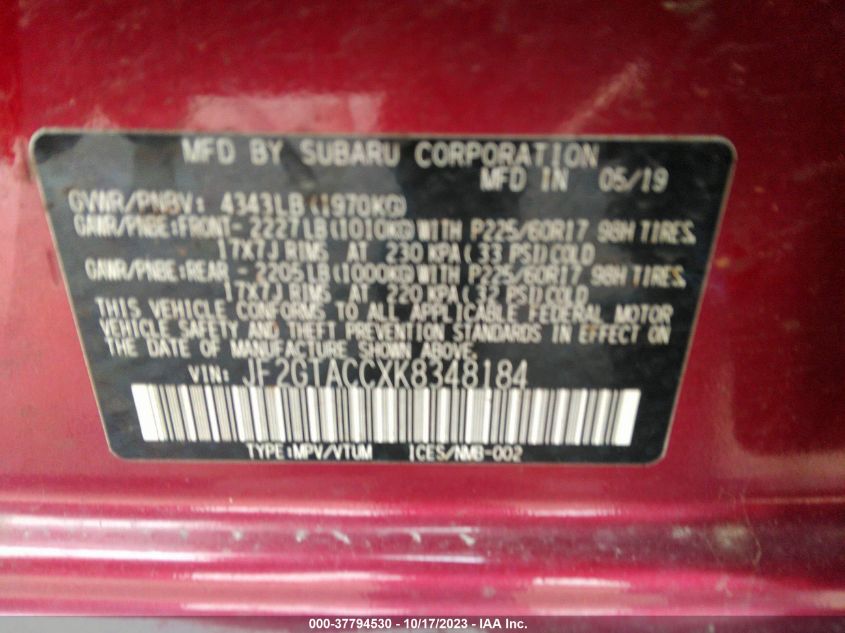 MFD BY SUBARU CORPORATION
MFD IN 05/19
GVWR/PNBV: 4343LB(1970KG)
GAWR/PNBE:FRONT- 2227LB(1010KG)WITH P225/60R17 98H TIRES,
17X7J RIMS AT 230 KPA( 33 PSI)COLD
GAWR/PNBE:REAR - 2205LB(1000KG)WITH P225/60R17 98H TIRES,
17X7J RIMS AT 220 KPA( 32 PSI)COLD
THIS VEHICLE CONFORMS TO ALL APPLICABLE FEDERAL MOTOR
VEHICLE SAFETY AND THEFT PREVENTION STANDARDS IN EFFECT ON
THE DATE OF MANUFACTURE SHOWN ABOVE.
VIN: JF2GTACCXK8348184
TYPE:MPV/VTUM ICES/NMB-002
000-37794530 - 10/17/2023 - IAA Inc.